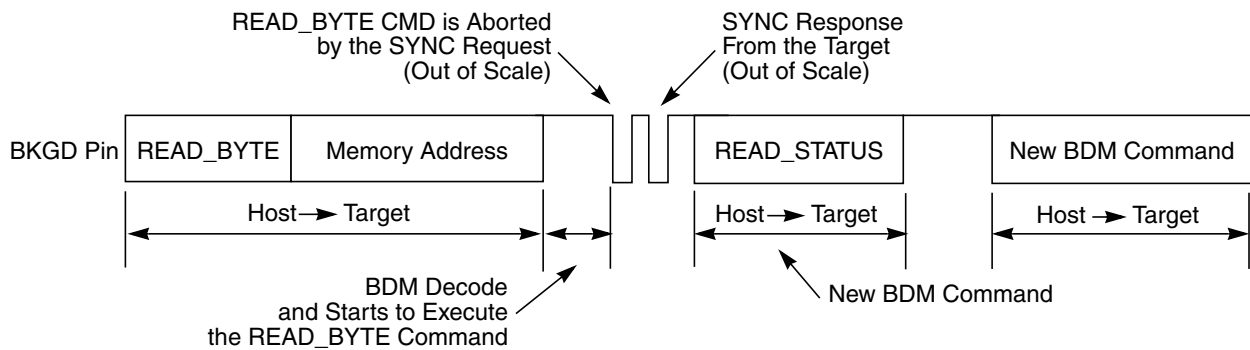 READ_BYTE CMD is Aborted
by the SYNC Request
(Out of Scale)
SYNC Response
From the Target
(Out of Scale)
BKGD Pin
READ_BYTE
Memory Address
READ_STATUS
New BDM Command
Host → Target
Host → Target
Host → Target
BDM Decode
and Starts to Execute
the READ_BYTE Command
New BDM Command